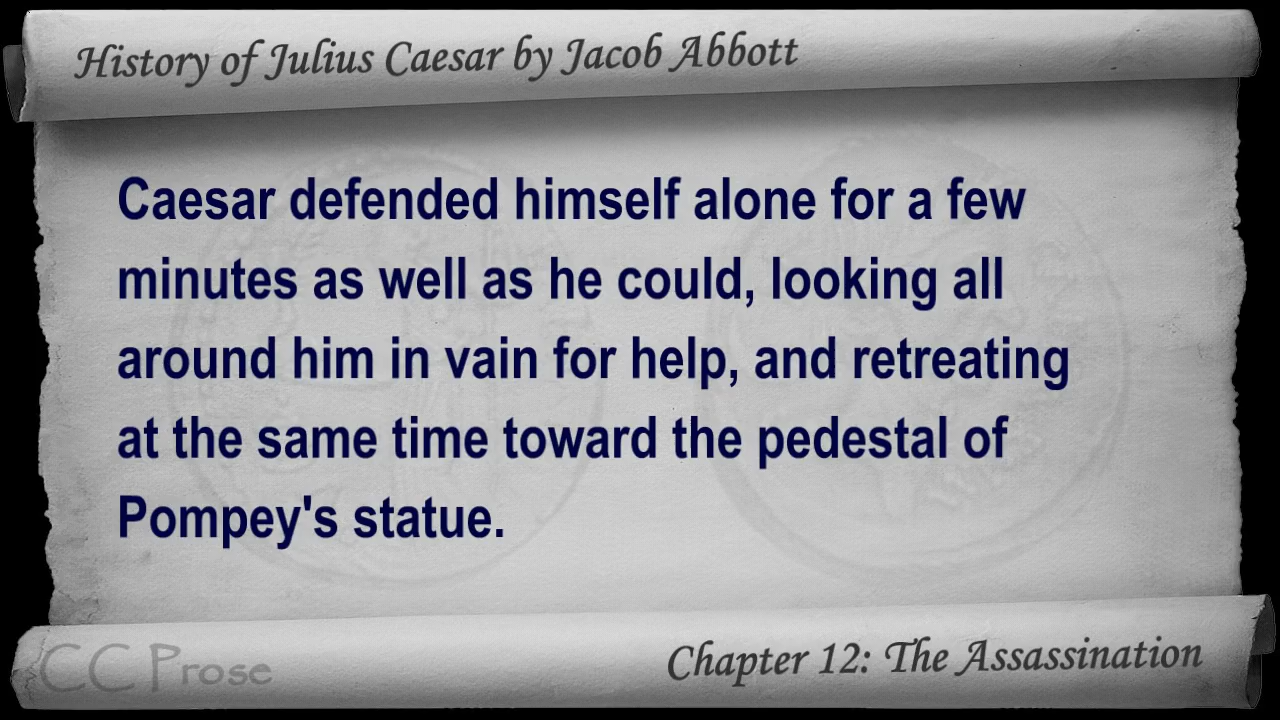 History of Julius Caesar by Jacob Abbott
Caesar defended himself alone for a few
minutes as well as he could, looking all
around him in vain for help, and retreating
at the same time toward the pedestal of
Pompey's statue.
CC Prose
Chapter 12: The Assassination